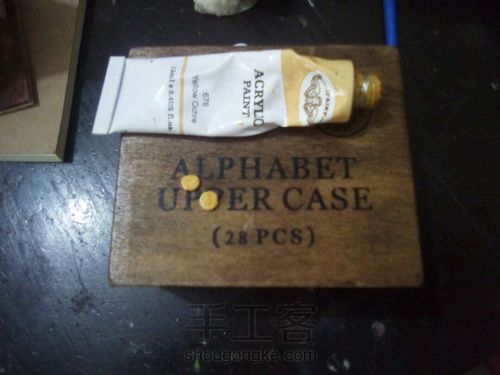 ACRYLIC
PAINT
676
Yellow Ochre
ALPHABET
UPPER CASE
(28 PCS)
手工客
shougongke.com